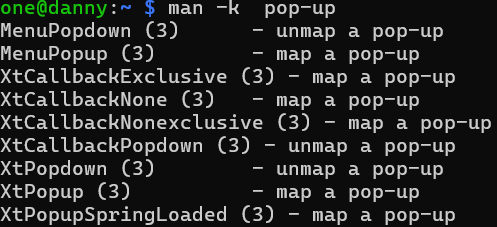 one@danny:~ $ man -k  pop-up
MenuPopdown (3)      - unmap a pop-up
MenuPopup (3)        - map a pop-up
XtCallbackExclusive (3) - map a pop-up
XtCallbackNone (3)   - map a pop-up
XtCallbackNonexclusive (3) - map a pop-up
XtCallbackPopdown (3) - unmap a pop-up
XtPopdown (3)        - unmap a pop-up
XtPopup (3)          - map a pop-up
XtPopupSpringLoaded (3) - map a pop-up